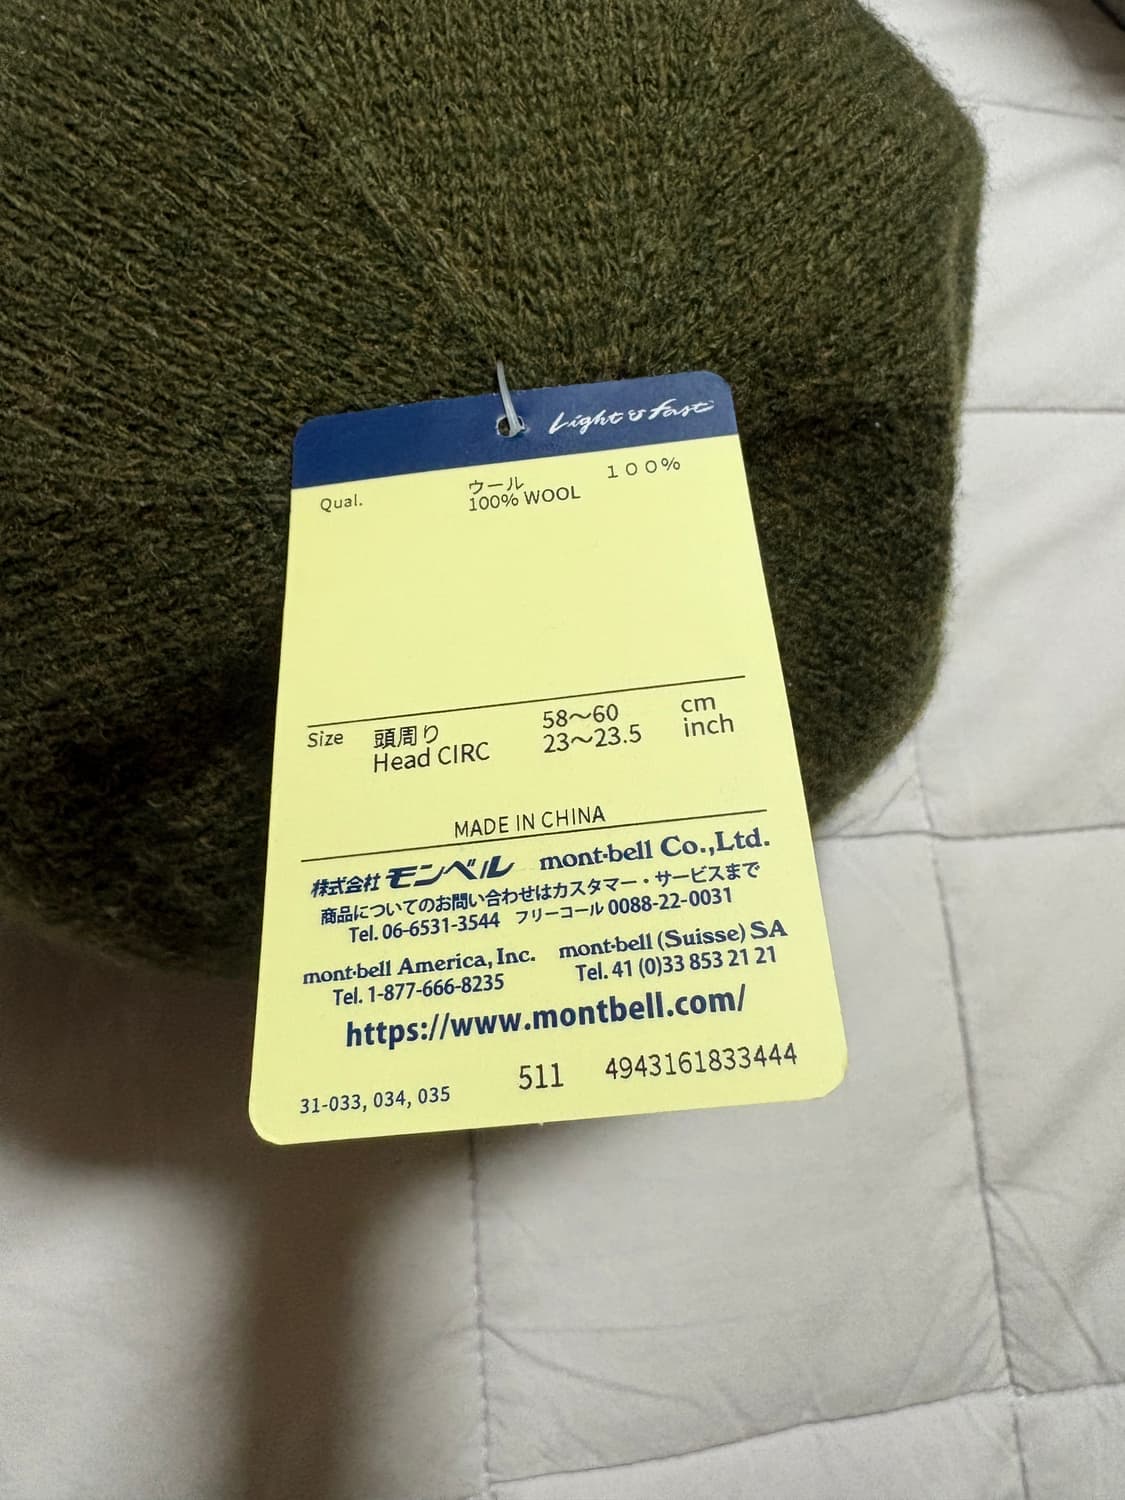 Light & Fast
Qual. ウール 100%
100% WOOL
Size 頭周り 58～60 cm
Head CIRC 23～23.5 inch
MADE IN CHINA
株式会社 モンベル mont-bell Co.,Ltd.
商品についてのお問い合わせはカスタマー・サービスまで
Tel. 06-6531-3544 フリーコール 0088-22-0031
mont-bell America, Inc. mont-bell (Suisse) SA
Tel. 1-877-666-8235 Tel. 41 (0)33 853 21 21
https://www.montbell.com/
31-033, 034, 035 511 4943161833444